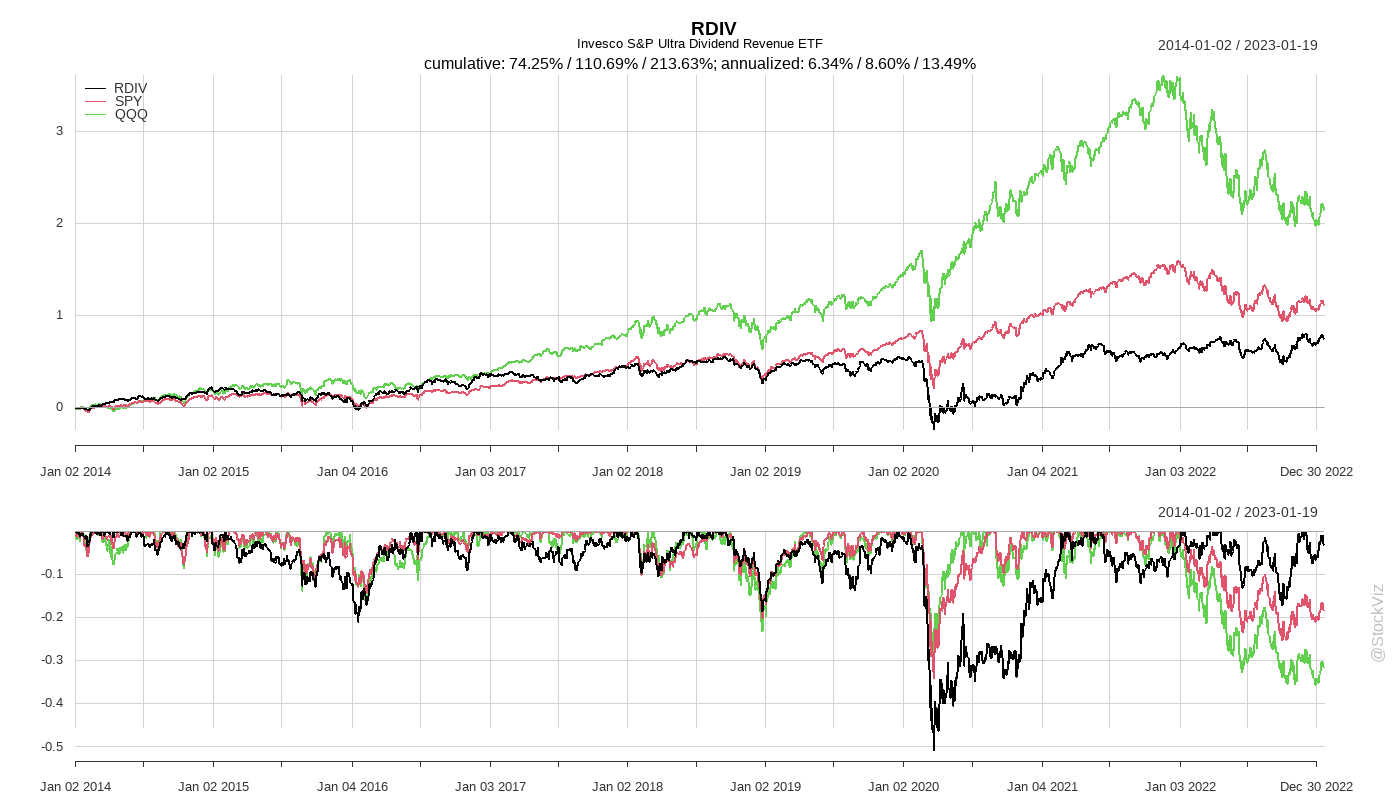 RDIV
Invesco S&P Ultra Dividend Revenue ETF
2014-01-02 / 2023-01-19
cumulative: 74.25% / 110.69% / 213.63%; annualized: 6.34% / 8.60% / 13.49%
RDIV
SPY
QQQ
3
2
1
0
Jan 02 2014 Jan 02 2015 Jan 04 2016 Jan 03 2017 Jan 02 2018 Jan 02 2019 Jan 02 2020 Jan 04 2021 Jan 03 2022 Dec 30 2022
2014-01-02 / 2023-01-19
-0.1
-0.2
-0.3
-0.4
-0.5
Jan 02 2014 Jan 02 2015 Jan 04 2016 Jan 03 2017 Jan 02 2018 Jan 02 2019 Jan 02 2020 Jan 04 2021 Jan 03 2022 Dec 30 2022
@StockViz